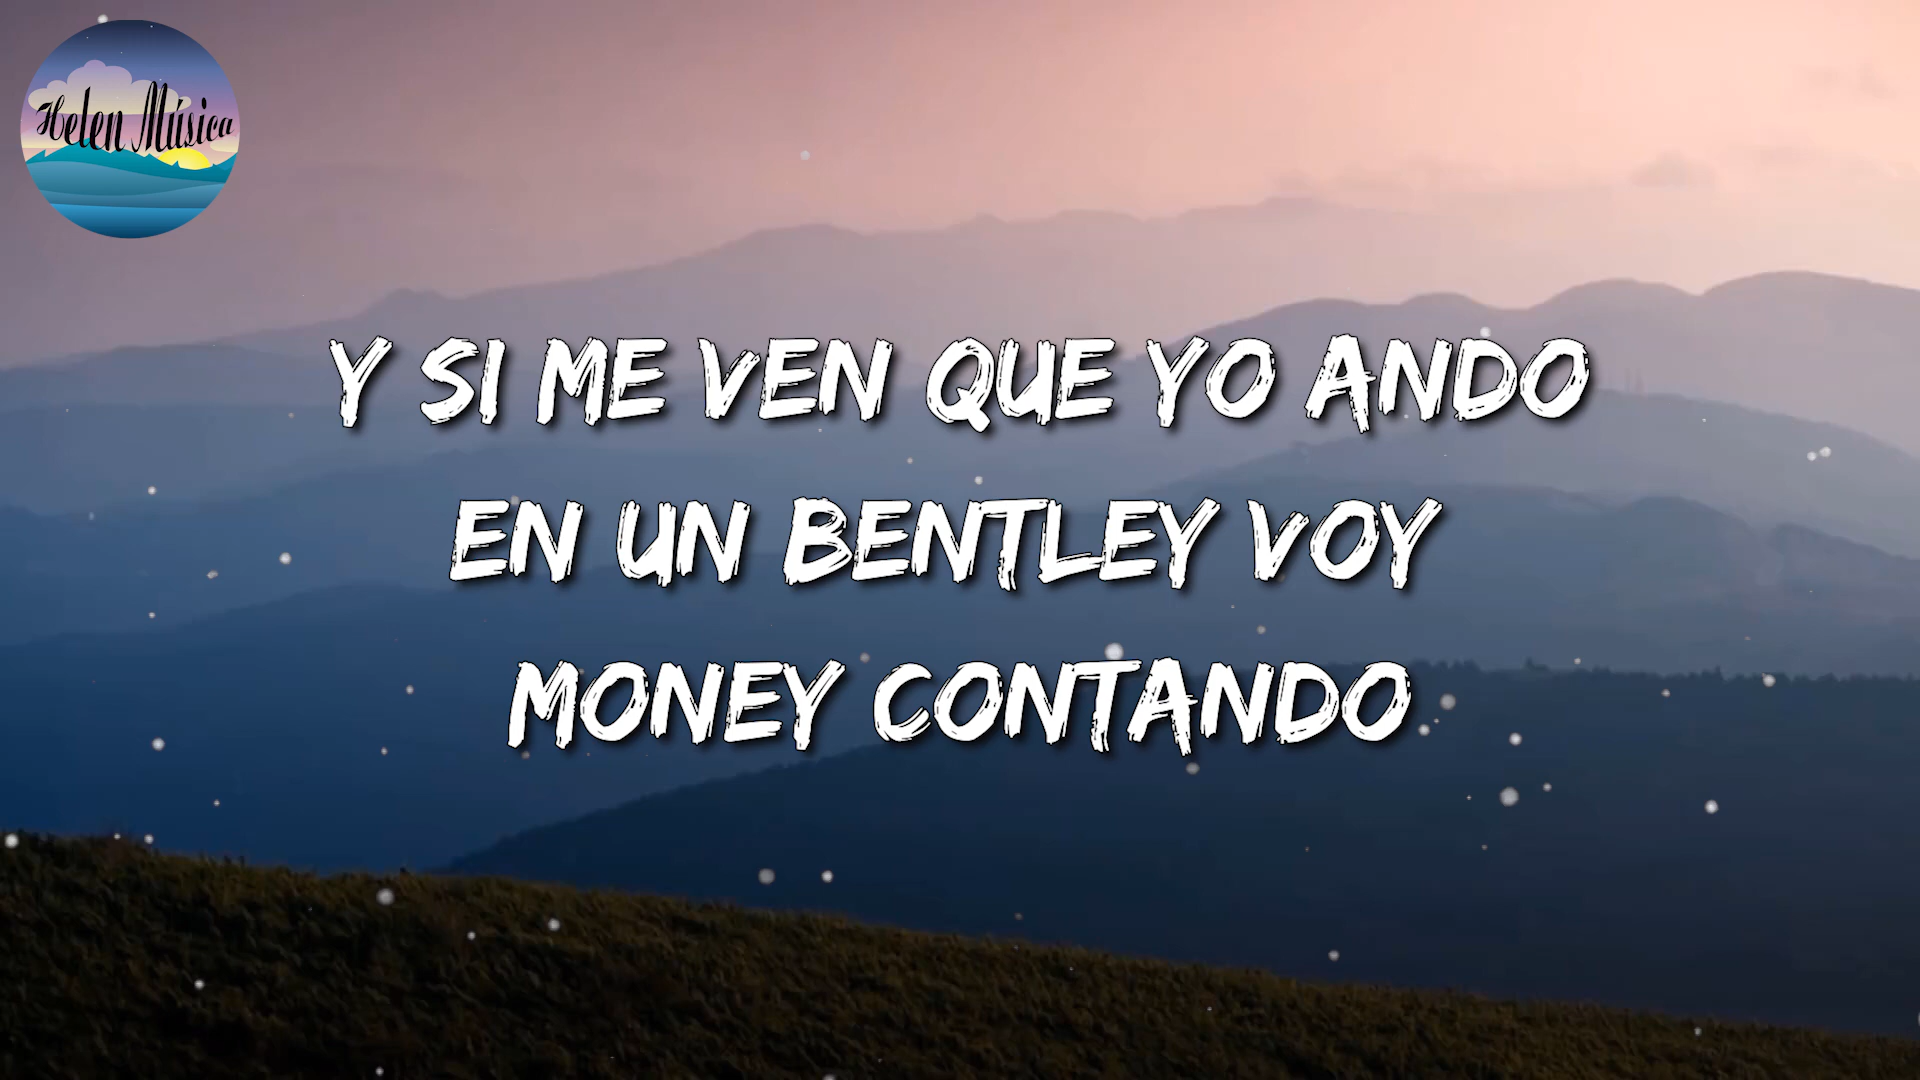 Helen Música
Y SI ME VEN QUE YO ANDO
EN UN BENTLEY VOY
MONEY CONTANDO